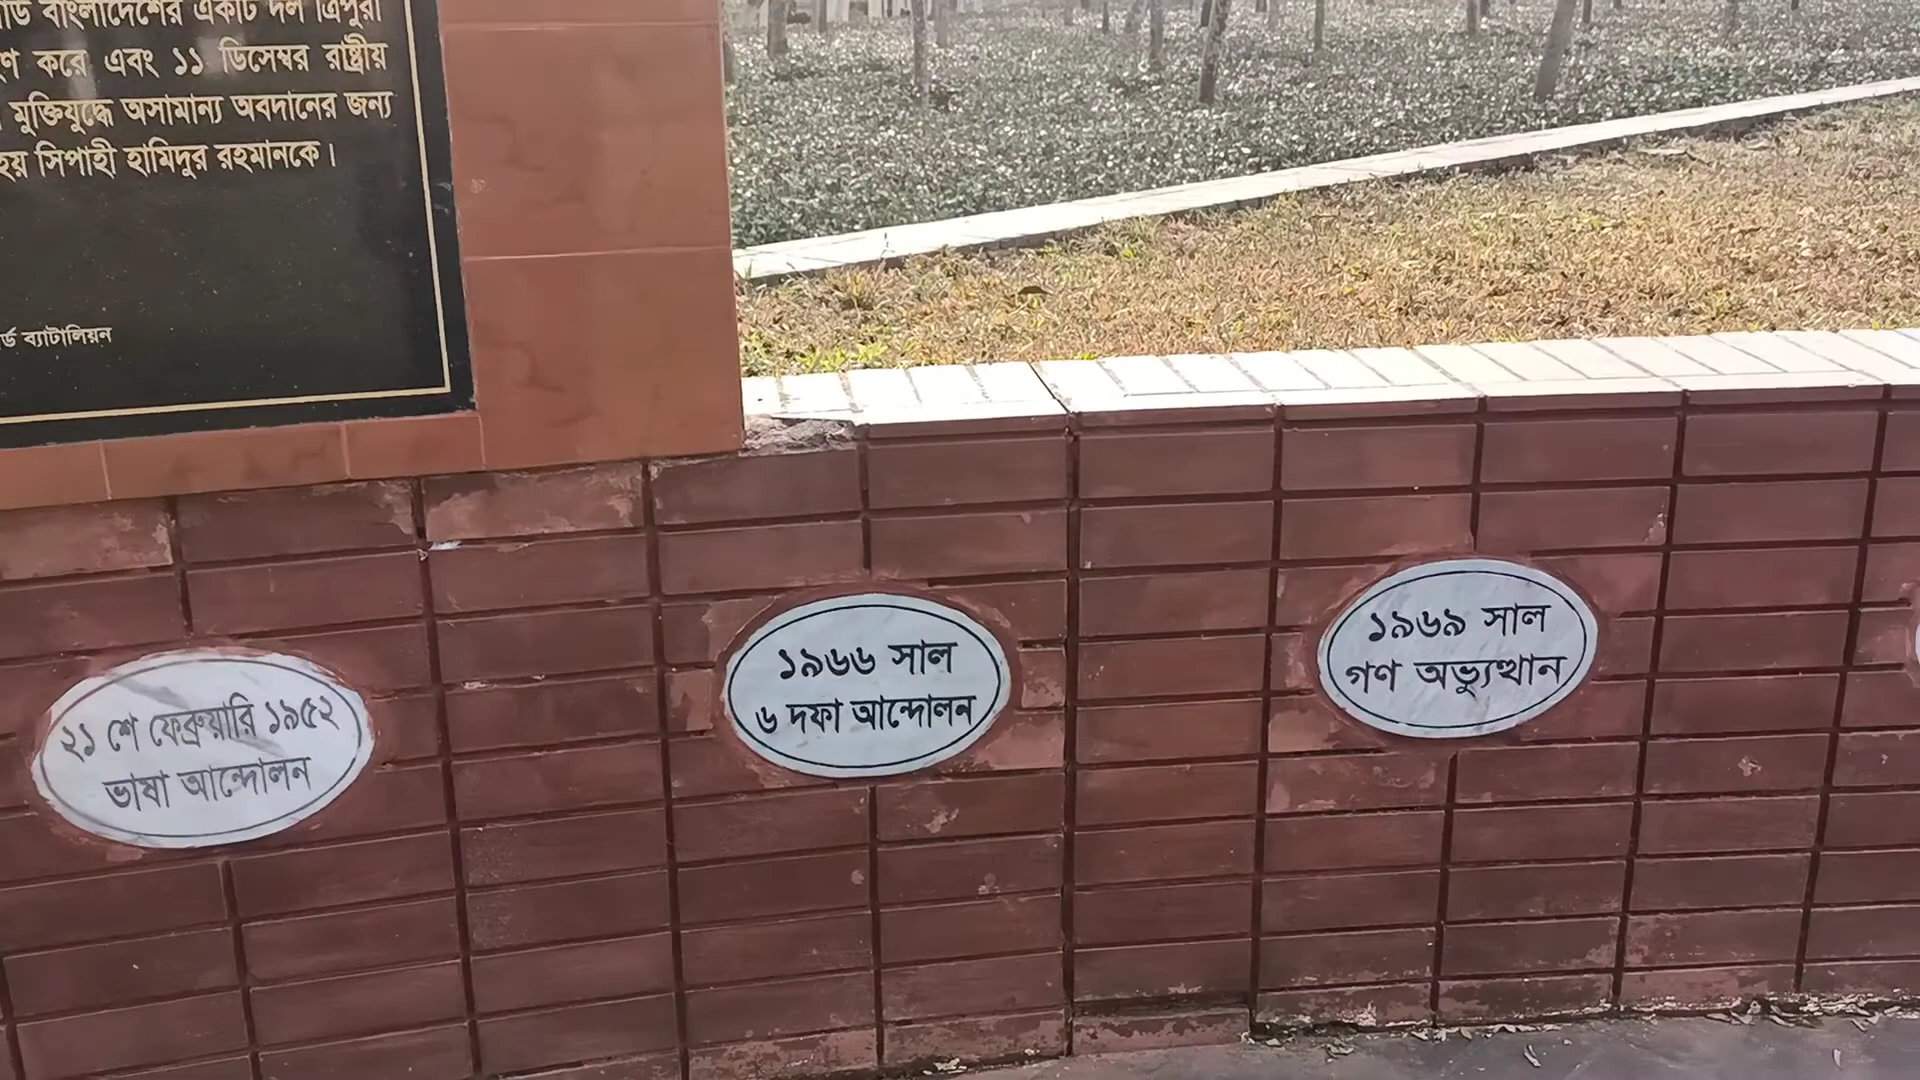 বাংলাদেশের একটি দল ত্রিপুরা
করে এবং ১১ ডিসেম্বর রাষ্ট্রীয়
মুক্তিযুদ্ধে অসামান্য অবদানের জন্য
হয় সিপাহী হামিদুর রহমানকে।
ব্যাটালিয়ন
২১ শে ফেব্রুয়ারি ১৯৫২
ভাষা আন্দোলন
১৯৬৬ সাল
৬ দফা আন্দোলন
১৯৬৯ সাল
গণ অভ্যুত্থান